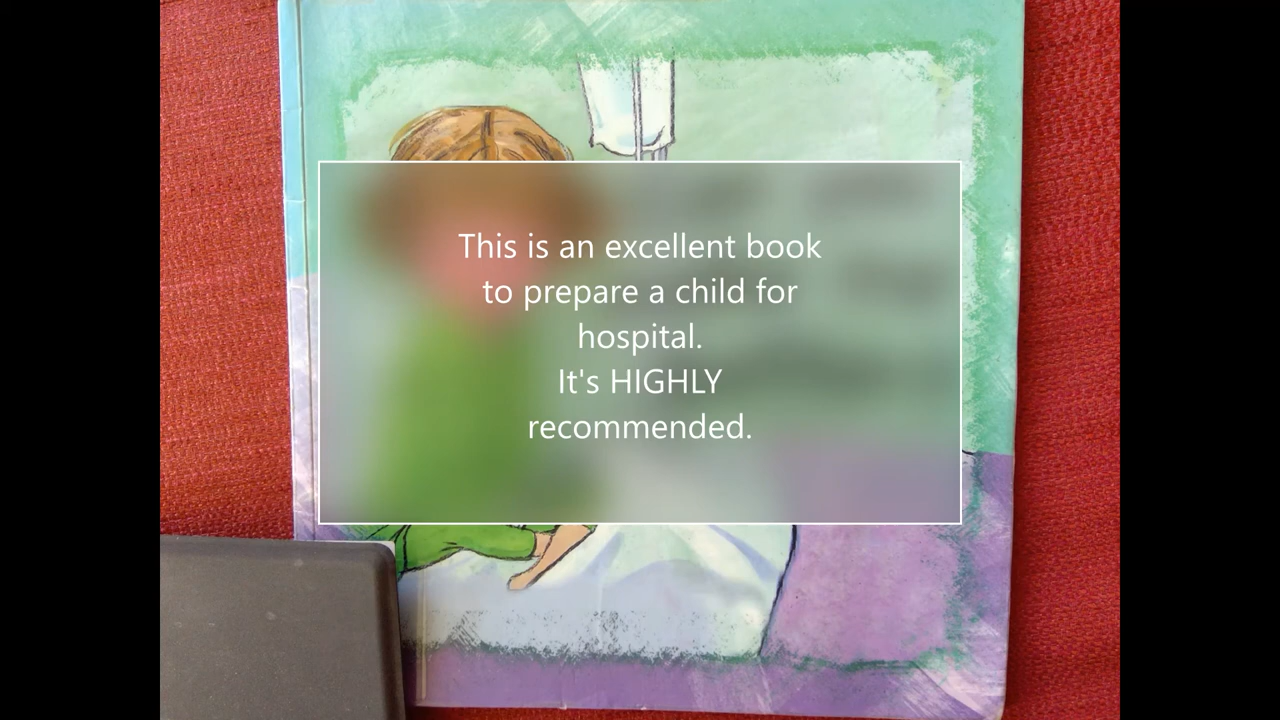 This is an excellent book
to prepare a child for
hospital.
It's HIGHLY
recommended.